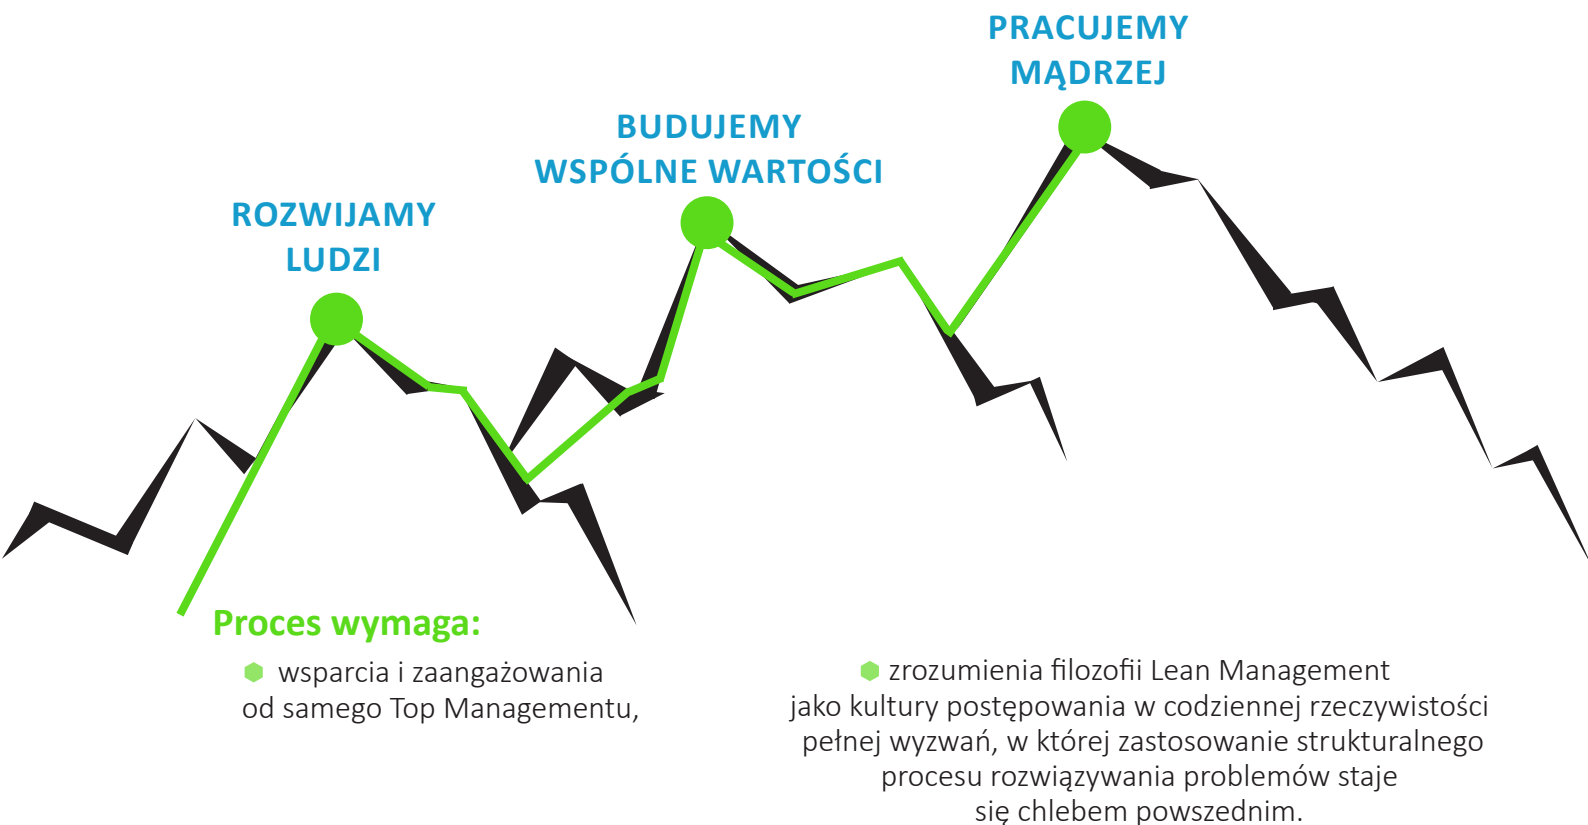 PRACUJEMY
MĄDRZEJ
BUDUJEMY
WSPÓLNE WARTOŚCI
ROZWIJAMY
LUDZI
Proces wymaga:
wsparcia i zaangażowania
od samego Top Managementu,
zrozumienia filozofii Lean Management
jako kultury postępowania w codziennej rzeczywistości
pełnej wyzwań, w której zastosowanie strukturalnego
procesu rozwiązywania problemów staje
się chlebem powszednim.